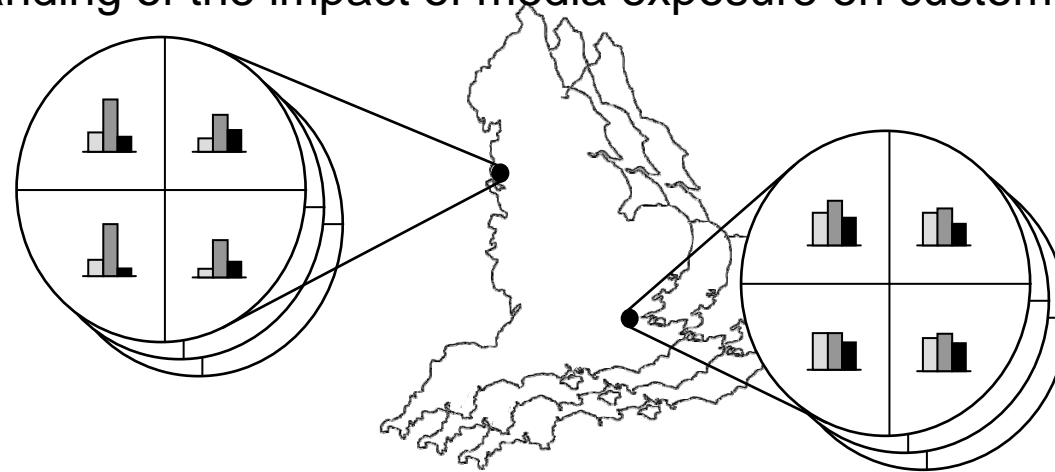 anding of the impact of media exposure on custom